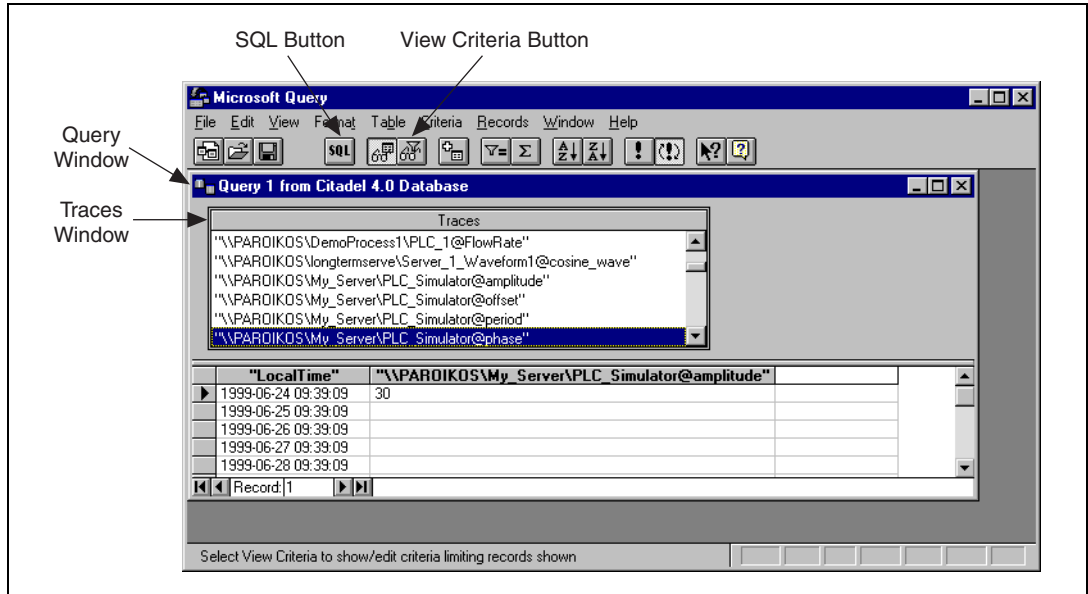 SQL Button View Criteria Button
Query Window
Traces Window
Microsoft Query
File Edit View Format Table Criteria Records Window Help
SQL
Query 1 from Citadel 4.0 Database
Traces
"\\PAROIKOS\DemoProcess1\PLC_1@FlowRate"
"\\PAROIKOS\longtermserve\Server_1_Waveform1@cosine_wave"
"\\PAROIKOS\My_Server\PLC_Simulator@amplitude"
"\\PAROIKOS\My_Server\PLC_Simulator@offset"
"\\PAROIKOS\My_Server\PLC_Simulator@period"
"\\PAROIKOS\My_Server\PLC_Simulator@phase"
"LocalTime" "\\PAROIKOS\My_Server\PLC_Simulator@amplitude"
1999-06-24 09:39:09 30
1999-06-25 09:39:09
1999-06-26 09:39:09
1999-06-27 09:39:09
1999-06-28 09:39:09
Record: 1
Select View Criteria to show/edit criteria limiting records shown